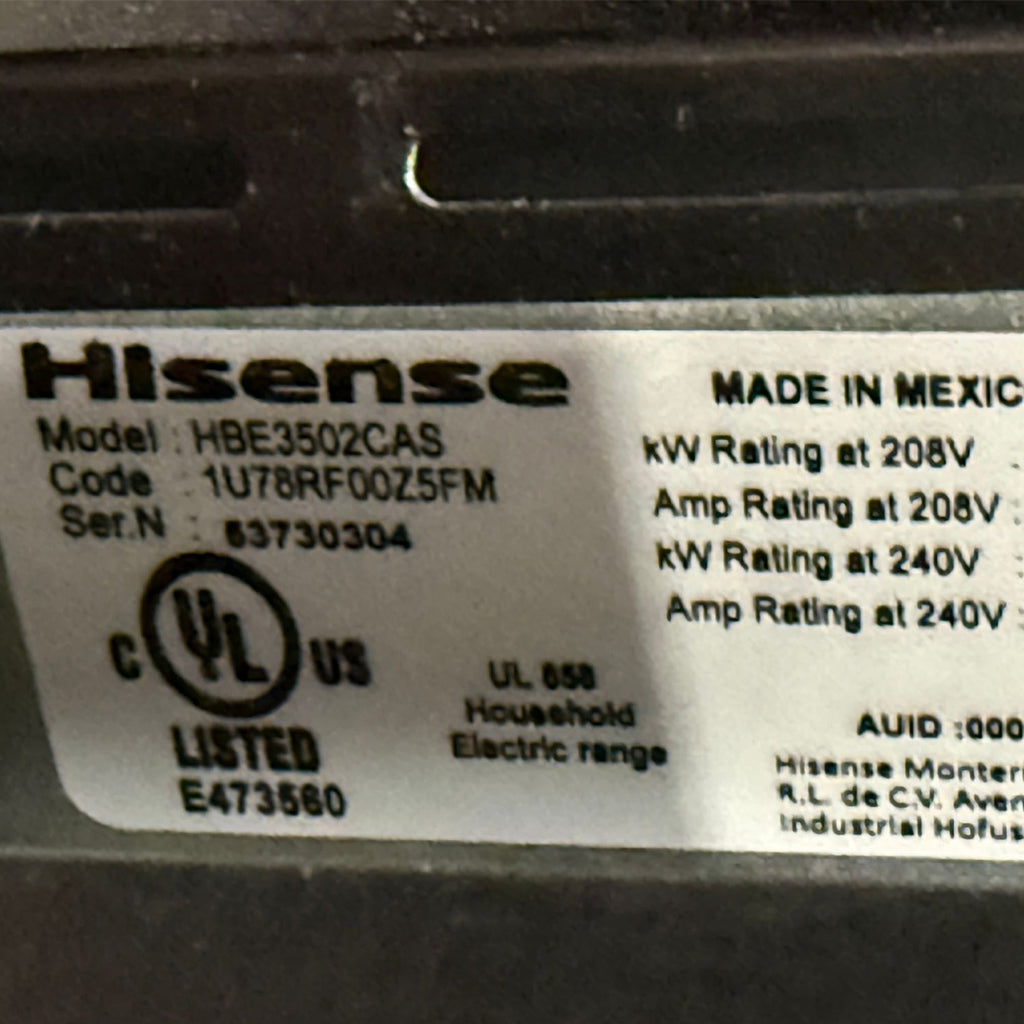 Hisense
Model : HBE3502CAS
Code : 1U78RF00Z5FM
Ser.N : 63730304
C UL US
LISTED
E473560
UL 858
Household
Electric range
MADE IN MEXIC
kW Rating at 208V :
Amp Rating at 208V :
kW Rating at 240V :
Amp Rating at 240V :
AUID :000
Hisense Monter
R.L. de C.V. Aven
Industrial Hofus